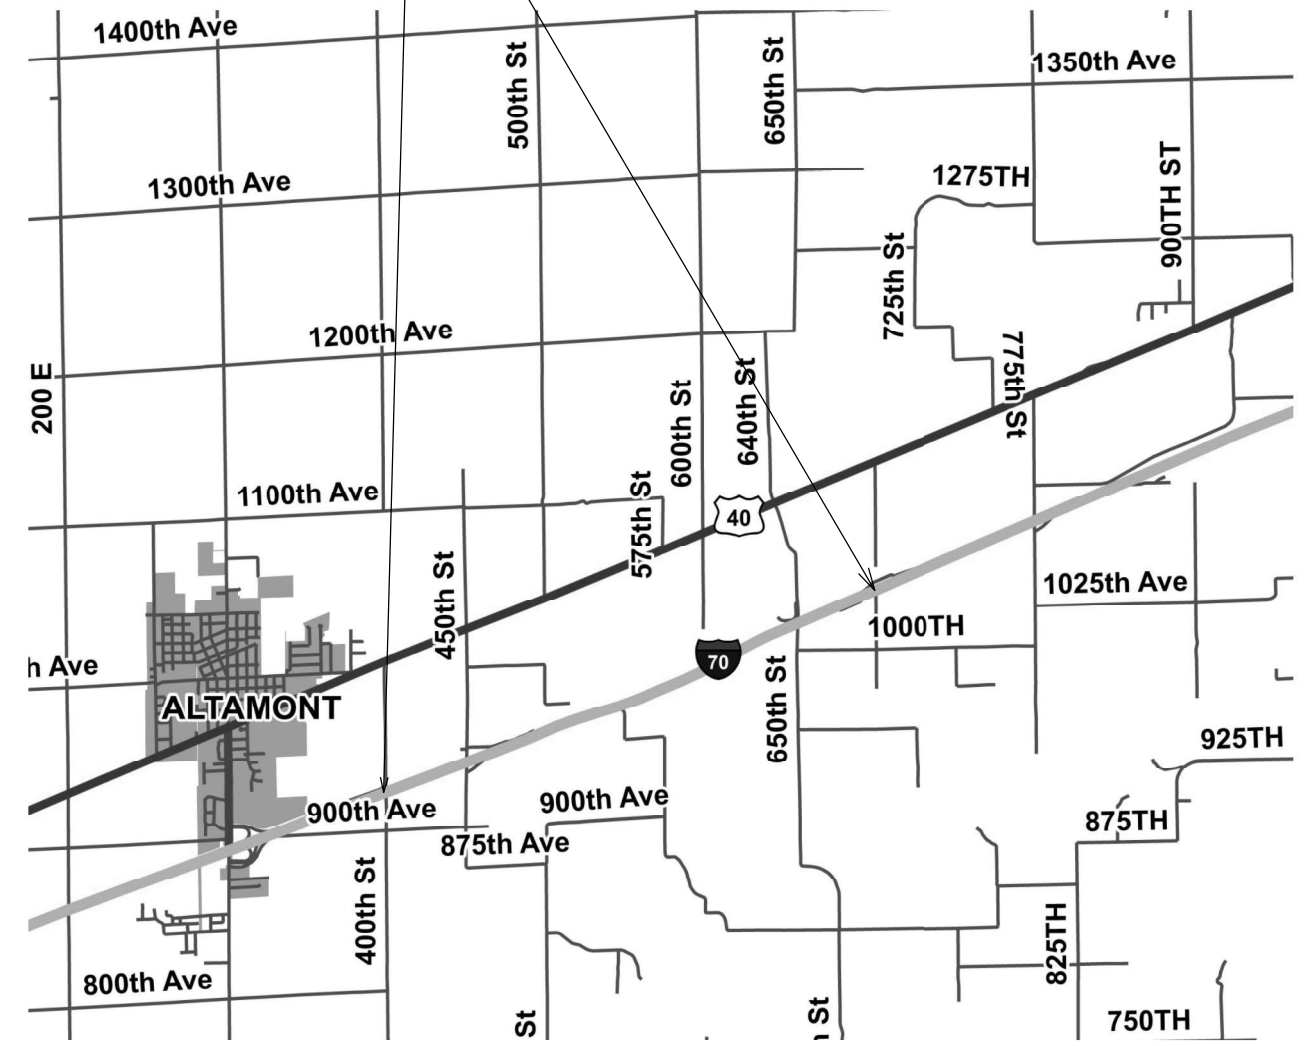 1400th Ave
500th St
650th St
1350th Ave
1300th Ave
1275TH
900TH ST
725th St
1200th Ave
200 E
775th St
600th St
640th St
1100th Ave
40
575th St
450th St
1025th Ave
1000TH
h Ave
70
ALTAMONT
650th St
925TH
900th Ave
900th Ave
875TH
875th Ave
400th St
825TH
800th Ave
St
h St
750TH